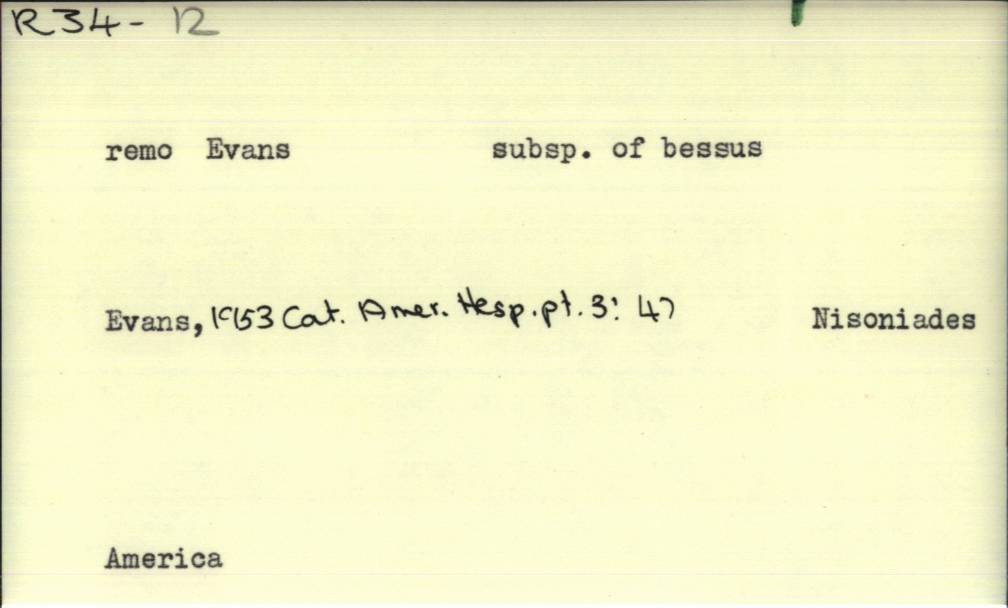 R34- 12
remo Evans subsp. of bessus
Evans, 1953 Cat. Amer. Hesp. pt. 3: 47 Nisoniades
America